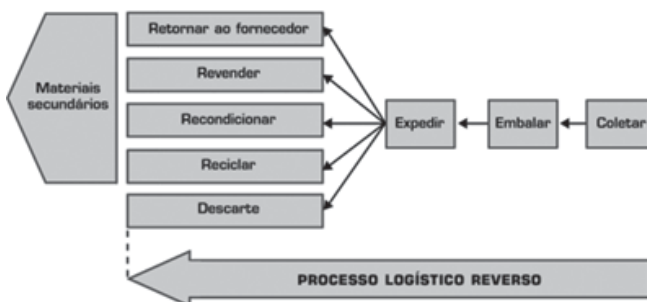 Materiais
secundários
Retornar ao fornecedor
Revender
Recondicionar
Reciclar
Descarte
Expedir
Embalar
Coletar
PROCESSO LOGÍSTICO REVERSO